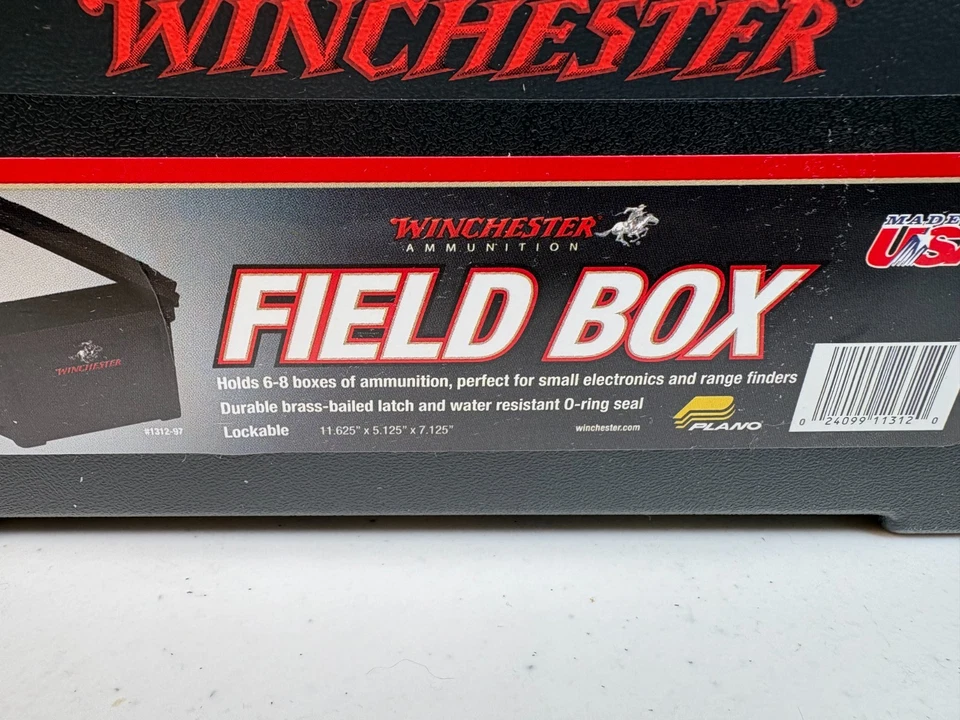 WINCHESTER
WINCHESTER
AMMUNITION
MADE
US
FIELD BOX
WINCHESTER
Holds 6-8 boxes of ammunition, perfect for small electronics and range finders
Durable brass-bailed latch and water resistant O-ring seal
#1312-97
Lockable 11.625" x 5.125" x 7.125" winchester.com
PLANO
0 24099 11312 0